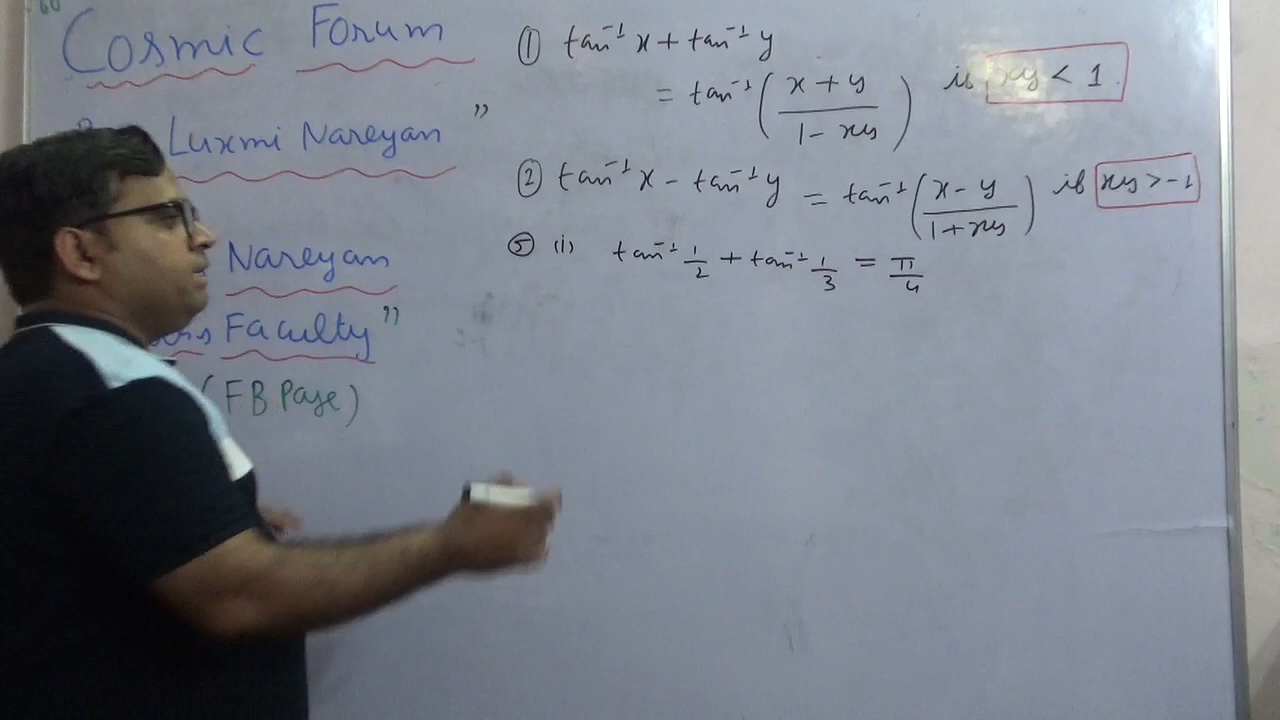 Cosmic Forum
Luxmi Narayan "
Narayan
Faculty"
(FB Page)
① tan⁻¹ x + tan⁻¹ y
= tan⁻¹ (x + y / 1 - xy) if xy < 1
② tan⁻¹ x - tan⁻¹ y = tan⁻¹ (x - y / 1 + xy) if xy > -1
⑤ (i) tan⁻¹ 1/2 + tan⁻¹ 1/3 = π/4